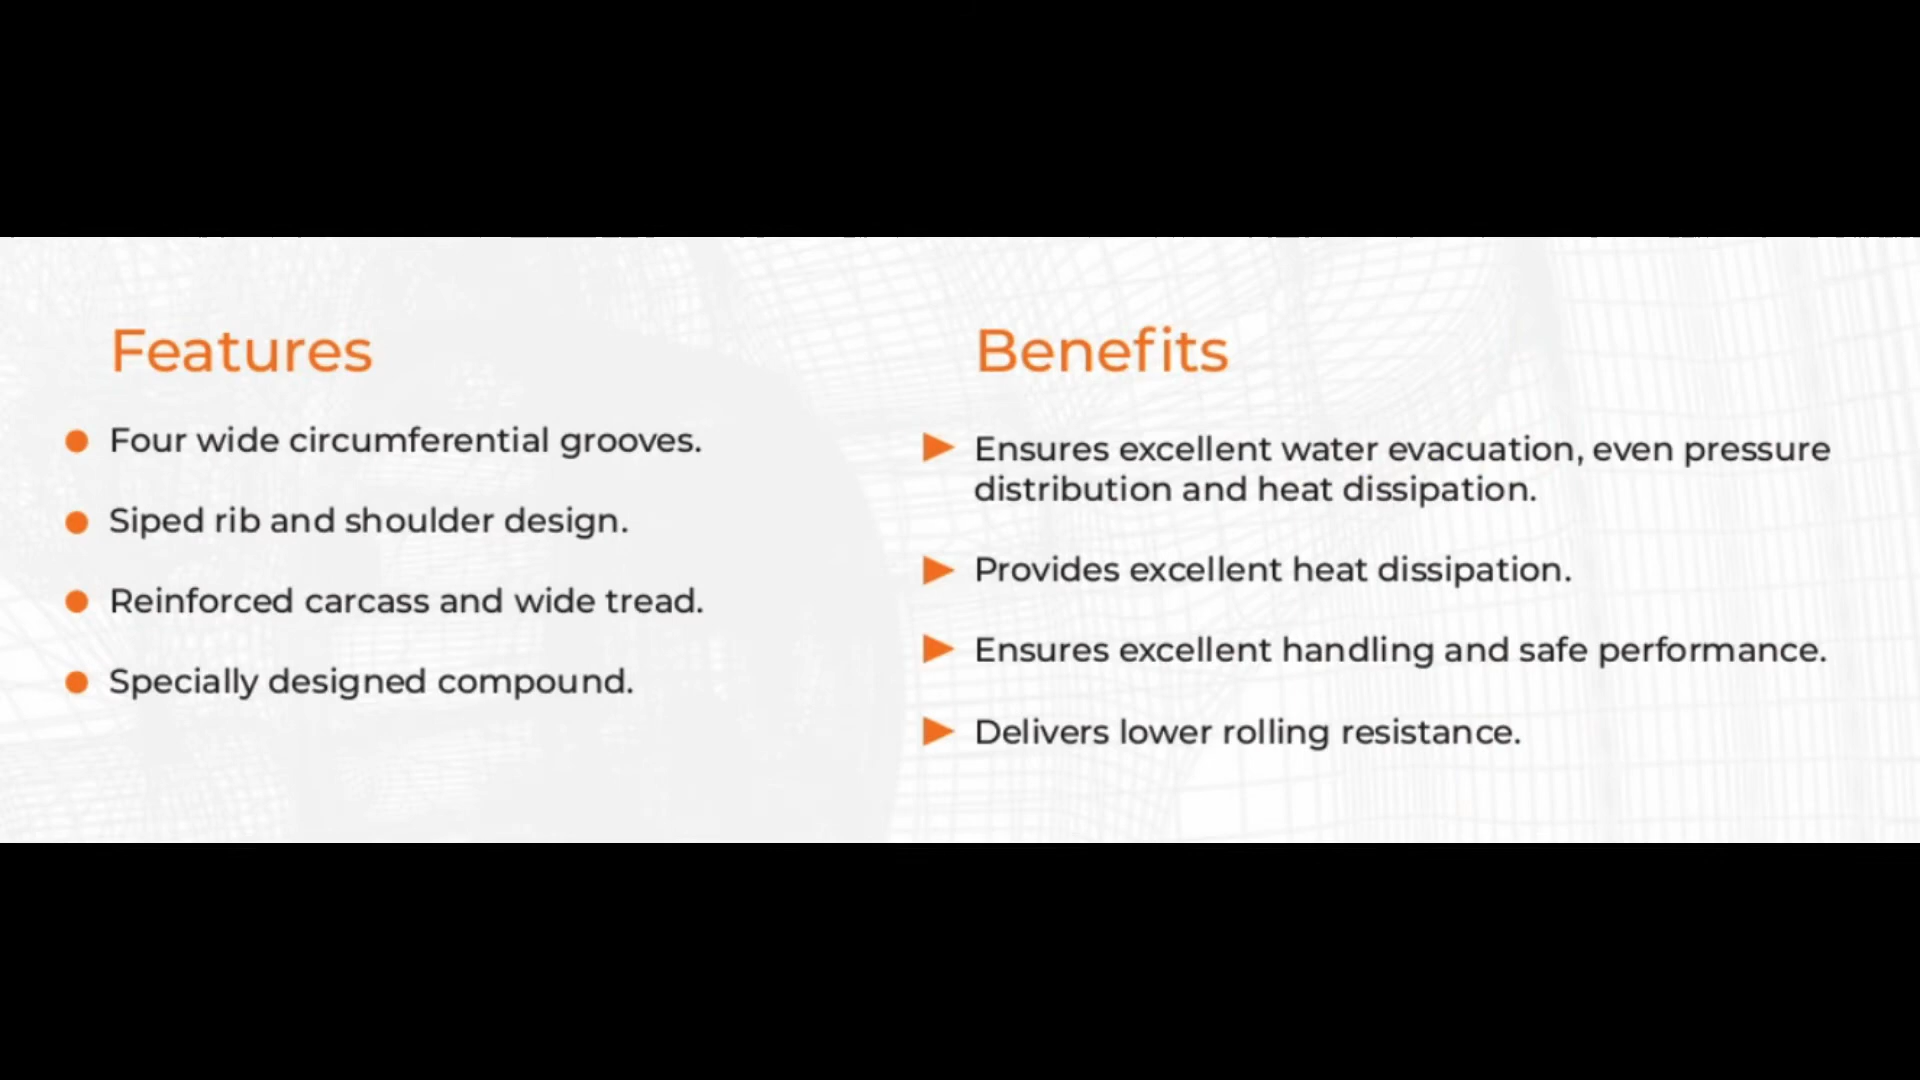 Features
Four wide circumferential grooves.
Siped rib and shoulder design.
Reinforced carcass and wide tread.
Specially designed compound.
Benefits
Ensures excellent water evacuation, even pressure
distribution and heat dissipation.
Provides excellent heat dissipation.
Ensures excellent handling and safe performance.
Delivers lower rolling resistance.